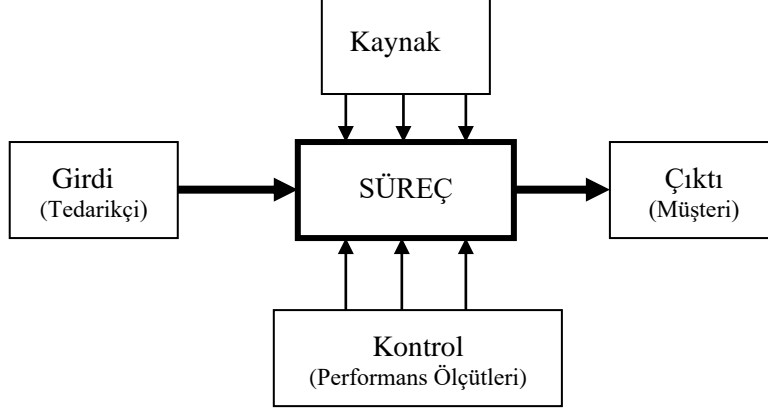 Kaynak
Girdi
(Tedarikçi)
SÜREÇ
Çıktı
(Müşteri)
Kontrol
(Performans Ölçütleri)